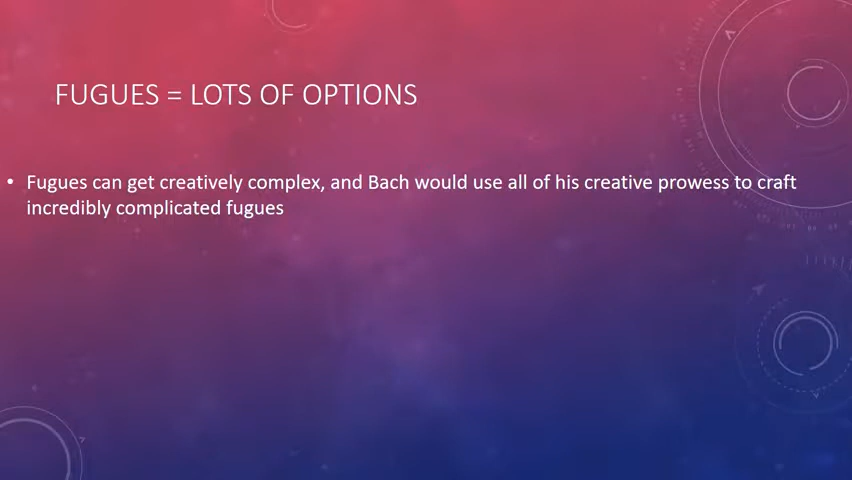 FUGUES = LOTS OF OPTIONS
• Fugues can get creatively complex, and Bach would use all of his creative prowess to craft
incredibly complicated fugues